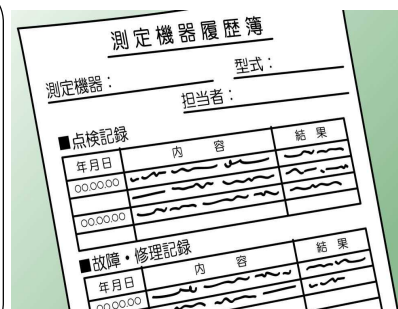 測定機器履歴簿
測定機器：
型式：
担当者：
■点検記録
年月日 内容 結果
00.00.00
00.00.00
■故障・修理記録
年月日 内容 結果
00.00.00